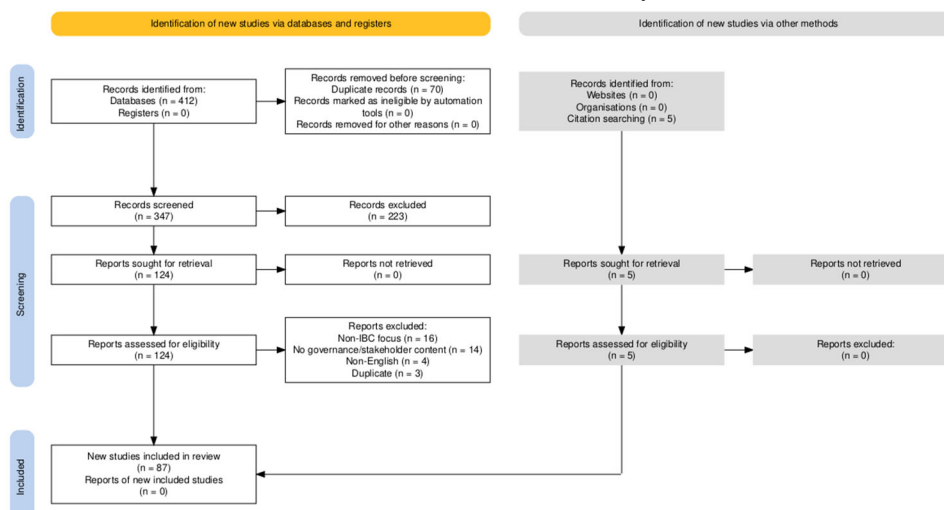 Identification of new studies via databases and registers
Identification of new studies via other methods
Identification
Records identified from:
Databases (n = 412)
Registers (n = 0)
Records removed before screening:
Duplicate records (n = 70)
Records marked as ineligible by automation
tools (n = 0)
Records removed for other reasons (n = 0)
Records identified from:
Websites (n = 0)
Organisations (n = 0)
Citation searching (n = 5)
Screening
Records screened
(n = 347)
Records excluded
(n = 223)
Reports sought for retrieval
(n = 124)
Reports not retrieved
(n = 0)
Reports sought for retrieval
(n = 5)
Reports not retrieved
(n = 0)
Reports assessed for eligibility
(n = 124)
Reports excluded:
Non-IBC focus (n = 16)
No governance/stakeholder content (n = 14)
Non-English (n = 4)
Duplicate (n = 3)
Reports assessed for eligibility
(n = 5)
Reports excluded:
(n = 0)
Included
New studies included in review
(n = 87)
Reports of new included studies
(n = 0)